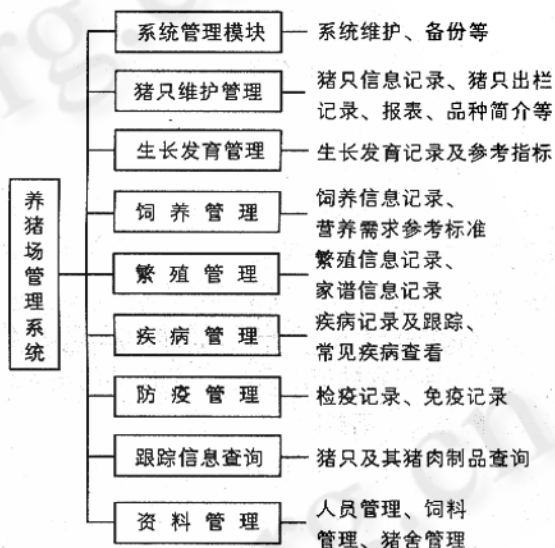 养猪场管理系统
系统管理模块
系统维护、备份等
猪只维护管理
猪只信息记录、猪只出栏
记录、报表、品种简介等
生长发育管理
生长发育记录及参考指标
饲养管理
饲养信息记录、
营养需求参考标准
繁殖管理
繁殖信息记录、
家谱信息记录
疾病管理
疾病记录及跟踪、
常见疾病查看
防疫管理
检疫记录、免疫记录
跟踪信息查询
猪只及其猪肉制品查询
资料管理
人员管理、饲料
管理、猪舍管理
rg.cn
rg.cn